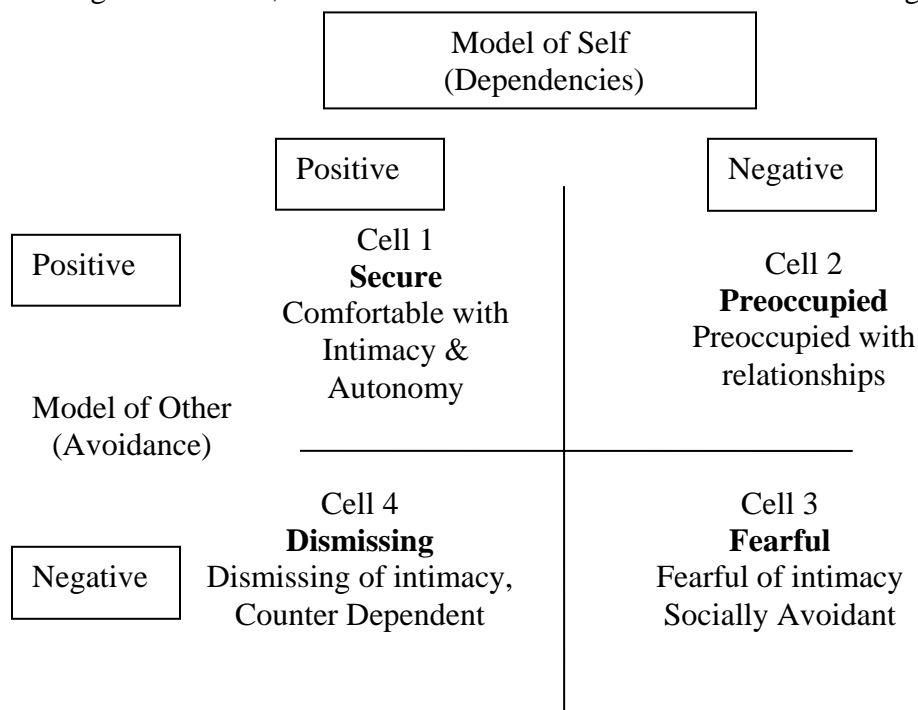 Model of Self
(Dependencies)
Positive
Negative
Positive
Cell 1
Secure
Comfortable with
Intimacy &
Autonomy
Cell 2
Preoccupied
Preoccupied with
relationships
Model of Other
(Avoidance)
Negative
Cell 4
Dismissing
Dismissing of intimacy,
Counter Dependent
Cell 3
Fearful
Fearful of intimacy
Socially Avoidant